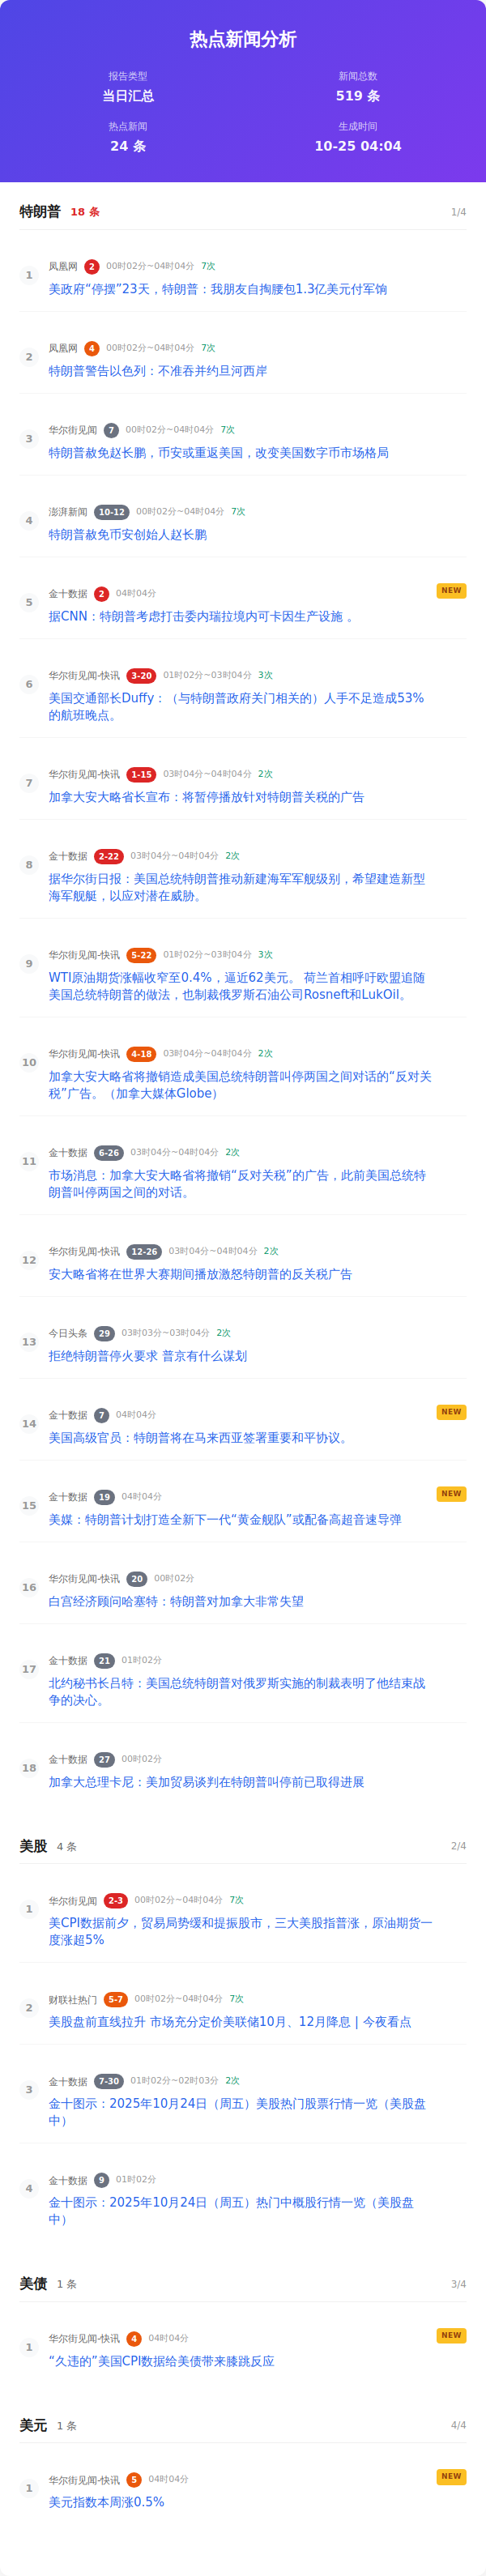 热点新闻分析
报告类型
当日汇总
新闻总数
519 条
热点新闻
24 条
生成时间
10-25 04:04
特朗普 18 条 1/4
1
凤凰网 2 00时02分~04时04分 7次
美政府“停摆”23天，特朗普：我朋友自掏腰包1.3亿美元付军饷
2
凤凰网 4 00时02分~04时04分 7次
特朗普警告以色列：不准吞并约旦河西岸
3
华尔街见闻 7 00时02分~04时04分 7次
特朗普赦免赵长鹏，币安或重返美国，改变美国数字币市场格局
4
澎湃新闻 10-12 00时02分~04时04分 7次
特朗普赦免币安创始人赵长鹏
5
金十数据 2 04时04分 NEW
据CNN：特朗普考虑打击委内瑞拉境内可卡因生产设施 。
6
华尔街见闻-快讯 3-20 01时02分~03时04分 3次
美国交通部长Duffy：（与特朗普政府关门相关的）人手不足造成53%
的航班晚点。
7
华尔街见闻-快讯 1-15 03时04分~04时04分 2次
加拿大安大略省长宣布：将暂停播放针对特朗普关税的广告
8
金十数据 2-22 03时04分~04时04分 2次
据华尔街日报：美国总统特朗普推动新建海军军舰级别，希望建造新型
海军舰艇，以应对潜在威胁。
9
华尔街见闻-快讯 5-22 01时02分~03时04分 3次
WTI原油期货涨幅收窄至0.4%，逼近62美元。 荷兰首相呼吁欧盟追随
美国总统特朗普的做法，也制裁俄罗斯石油公司Rosneft和LukOil。
10
华尔街见闻-快讯 4-18 03时04分~04时04分 2次
加拿大安大略省将撤销造成美国总统特朗普叫停两国之间对话的“反对关
税”广告。（加拿大媒体Globe）
11
金十数据 6-26 03时04分~04时04分 2次
市场消息：加拿大安大略省将撤销“反对关税”的广告，此前美国总统特
朗普叫停两国之间的对话。
12
华尔街见闻-快讯 12-26 03时04分~04时04分 2次
安大略省将在世界大赛期间播放激怒特朗普的反关税广告
13
今日头条 29 03时03分~03时04分 2次
拒绝特朗普停火要求 普京有什么谋划
14
金十数据 7 04时04分 NEW
美国高级官员：特朗普将在马来西亚签署重要和平协议。
15
金十数据 19 04时04分 NEW
美媒：特朗普计划打造全新下一代“黄金舰队”或配备高超音速导弹
16
华尔街见闻-快讯 20 00时02分
白宫经济顾问哈塞特：特朗普对加拿大非常失望
17
金十数据 21 01时02分
北约秘书长吕特：美国总统特朗普对俄罗斯实施的制裁表明了他结束战
争的决心。
18
金十数据 27 00时02分
加拿大总理卡尼：美加贸易谈判在特朗普叫停前已取得进展
美股 4 条 2/4
1
华尔街见闻 2-3 00时02分~04时04分 7次
美CPI数据前夕，贸易局势缓和提振股市，三大美股指普涨，原油期货一
度涨超5%
2
财联社热门 5-7 00时02分~04时04分 7次
美股盘前直线拉升 市场充分定价美联储10月、12月降息 | 今夜看点
3
金十数据 7-30 01时02分~02时03分 2次
金十图示：2025年10月24日（周五）美股热门股票行情一览（美股盘
中）
4
金十数据 9 01时02分
金十图示：2025年10月24日（周五）热门中概股行情一览（美股盘
中）
美债 1 条 3/4
1
华尔街见闻-快讯 4 04时04分 NEW
“久违的”美国CPI数据给美债带来膝跳反应
美元 1 条 4/4
1
华尔街见闻-快讯 5 04时04分 NEW
美元指数本周涨0.5%